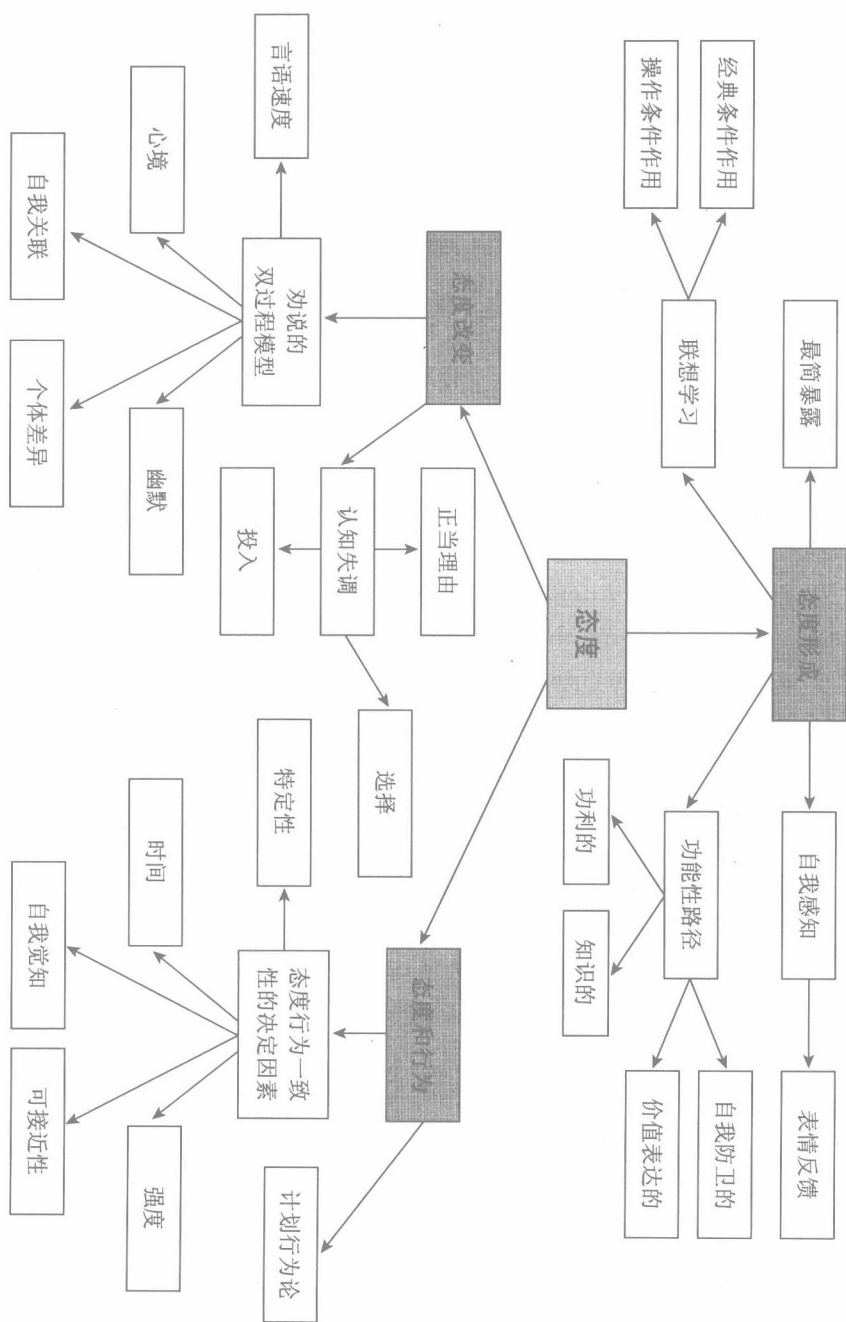 最简暴露
态度形成
自我感知
表情反馈
经典条件作用
自我防卫的
联想学习
功能性路径
操作条件作用
价值表达的
态度
功利的
知识的
态度改变
正当理由
态度和行为
选择
认知失调
言语速度
劝说的
双过程模型
投入
特定性
态度行为一致
性的决定因素
计划行为论
心境
幽默
时间
强度
自我关联
个体差异
自我觉知
可接近性